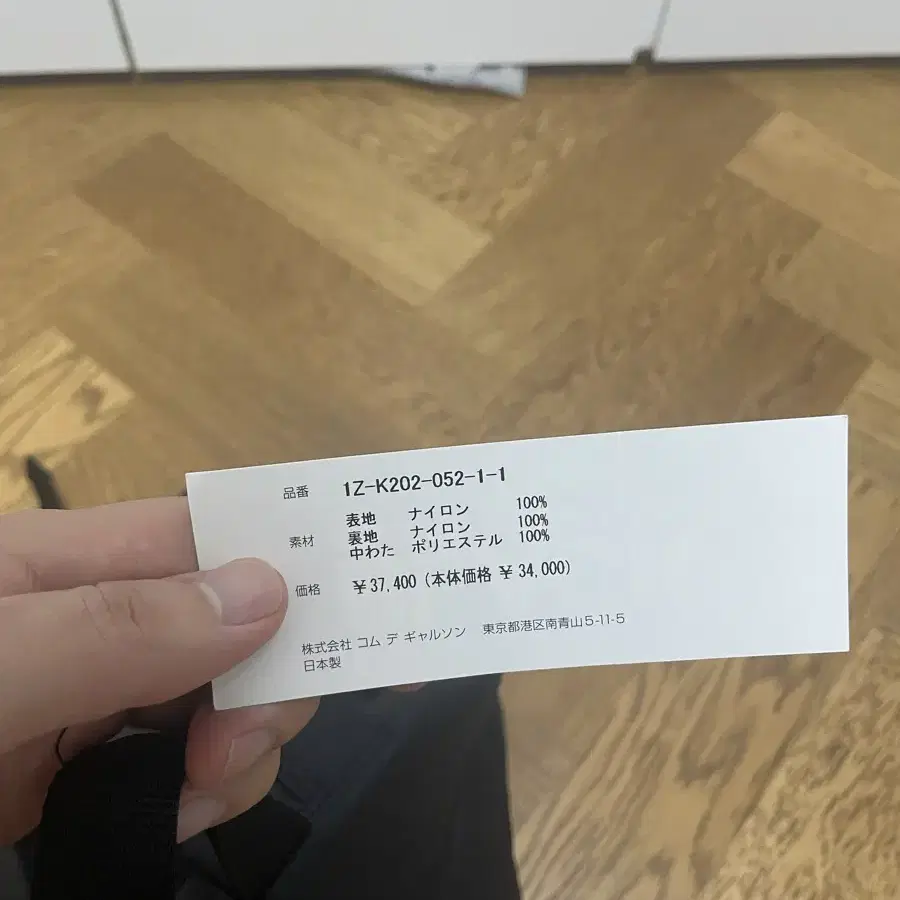 品番 1Z-K202-052-1-1
表地 ナイロン 100%
素材 裏地 ナイロン 100%
中わた ポリエステル 100%
価格 ¥37,400 (本体価格 ¥34,000)
株式会社 コム デ ギャルソン 東京都港区南青山5-11-5
日本製